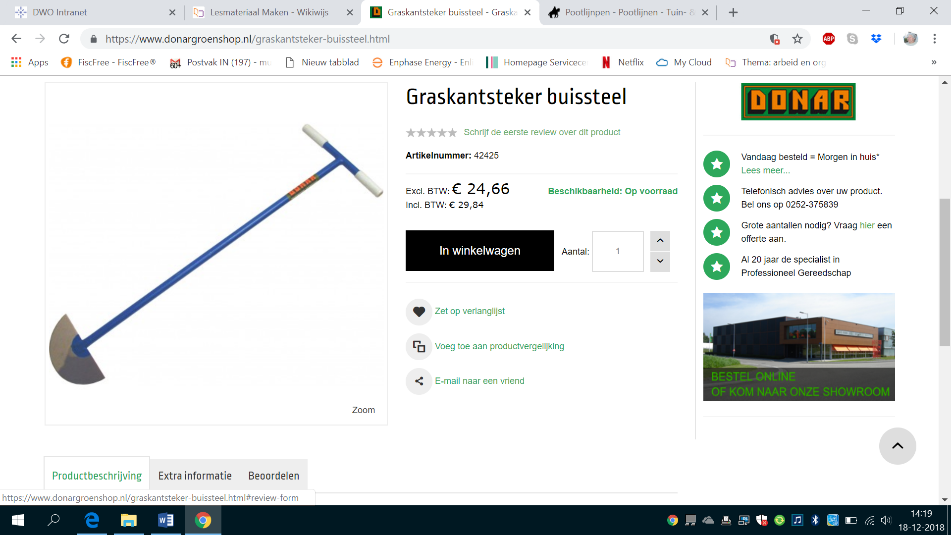 DWO Intranet
Lesmateriaal Maken - Wikiwijs
Graskantsteker buissteel - Graska
Pootlijnpen - Pootlijnen - Tuin- &
https://www.donargroenshop.nl/graskantsteker-buissteel.html
ABP
Apps
FiscFree - FiscFree®
Postvak IN (197) - mu
Nieuw tabblad
Enphase Energy - Enl
Homepage Servicece
Netflix
My Cloud
Thema: arbeid en org
Graskantsteker buissteel
Schrijf de eerste review over dit product
Artikelnummer: 42425
Excl. BTW: € 24,66
Beschikbaarheid: Op voorraad
Incl. BTW: € 29,84
In winkelwagen
Aantal:
1
Zet op verlanglijst
Voeg toe aan productvergelijking
E-mail naar een vriend
Zoom
DONAR
Vandaag besteld = Morgen in huis*
Lees meer...
Telefonisch advies over uw product.
Bel ons op 0252-375839
Grote aantallen nodig? Vraag hier een
offerte aan.
Al 20 jaar de specialist in
Professioneel Gereedschap
BESTEL ONLINE
OF KOM NAAR ONZE SHOWROOM
Productbeschrijving
Extra informatie
Beoordelen
https://www.donargroenshop.nl/graskantsteker-buissteel.html#review-form
14:19
18-12-2018